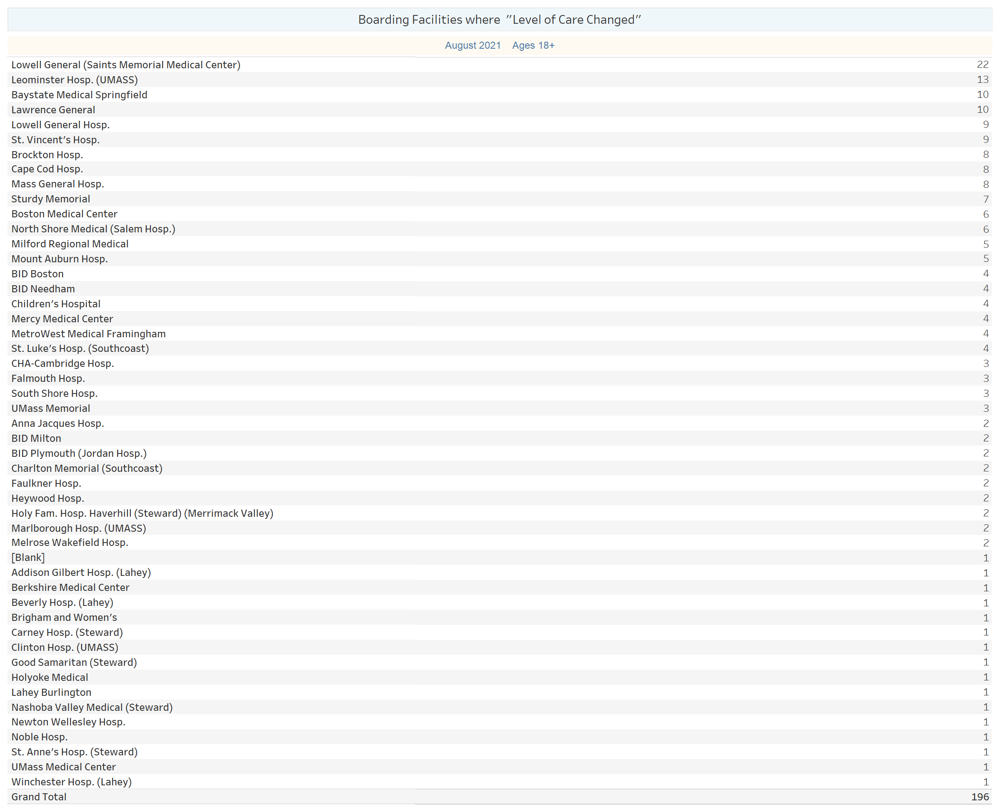 Boarding Facilities where "Level of Care Changed"
August 2021 Ages 18+
Lowell General (Saints Memorial Medical Center) 22
Leominster Hosp. (UMASS) 13
Baystate Medical Springfield 10
Lawrence General 10
Lowell General Hosp. 9
St. Vincent's Hosp. 9
Brockton Hosp. 8
Cape Cod Hosp. 8
Mass General Hosp. 8
Sturdy Memorial 7
Boston Medical Center 6
North Shore Medical (Salem Hosp.) 6
Milford Regional Medical 5
Mount Auburn Hosp. 5
BID Boston 4
BID Needham 4
Children's Hospital 4
Mercy Medical Center 4
MetroWest Medical Framingham 4
St. Luke's Hosp. (Southcoast) 4
CHA-Cambridge Hosp. 3
Falmouth Hosp. 3
South Shore Hosp. 3
UMass Memorial 3
Anna Jacques Hosp. 2
BID Milton 2
BID Plymouth (Jordan Hosp.) 2
Charlton Memorial (Southcoast) 2
Faulkner Hosp. 2
Heywood Hosp. 2
Holy Fam. Hosp. Haverhill (Steward) (Merrimack Valley) 2
Marlborough Hosp. (UMASS) 2
Melrose Wakefield Hosp. 2
[Blank] 1
Addison Gilbert Hosp. (Lahey) 1
Berkshire Medical Center 1
Beverly Hosp. (Lahey) 1
Brigham and Women's 1
Carney Hosp. (Steward) 1
Clinton Hosp. (UMASS) 1
Good Samaritan (Steward) 1
Holyoke Medical 1
Lahey Burlington 1
Nashoba Valley Medical (Steward) 1
Newton Wellesley Hosp. 1
Noble Hosp. 1
St. Anne's Hosp. (Steward) 1
UMass Medical Center 1
Winchester Hosp. (Lahey) 1
Grand Total 196